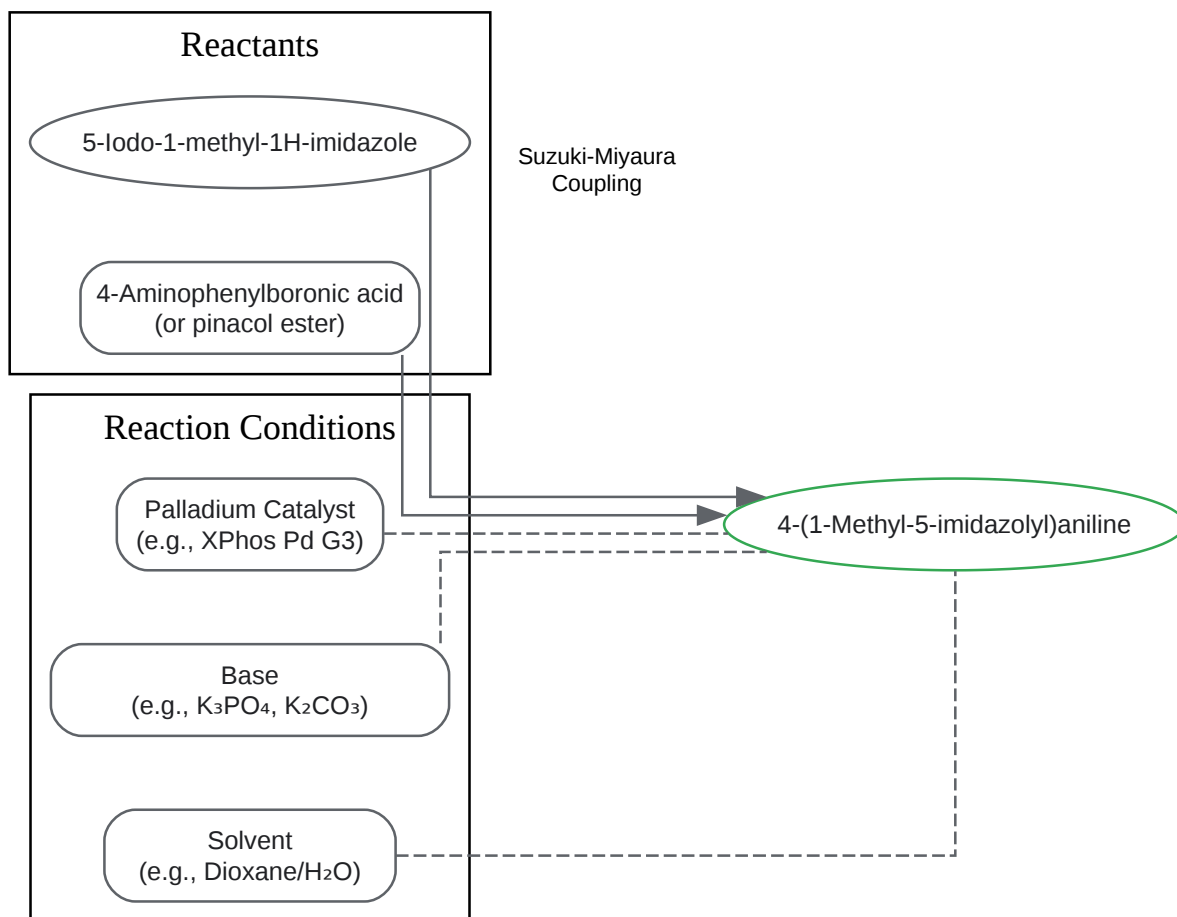 Reactants
5-Iodo-1-methyl-1H-imidazole
Suzuki-Miyaura
Coupling
4-Aminophenylboronic acid
(or pinacol ester)
Reaction Conditions
Palladium Catalyst
(e.g., XPhos Pd G3)
4-(1-Methyl-5-imidazolyl)aniline
Base
(e.g., K₃PO₄, K₂CO₃)
Solvent
(e.g., Dioxane/H₂O)